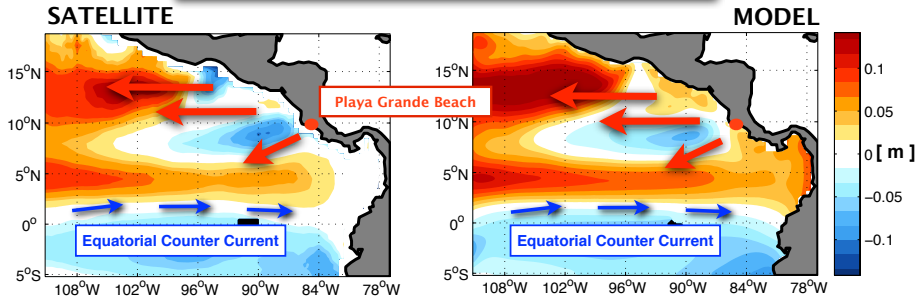 SATELLITE
MODEL
15°N
10°N
5°N
0°
5°S
108°W 102°W 96°W 90°W 84°W 78°W
Playa Grande Beach
Equatorial Counter Current
15°N
10°N
5°N
0°
5°S
108°W 102°W 96°W 90°W 84°W 78°W
Equatorial Counter Current
0.1
0.05
0 [ m ]
−0.05
−0.1